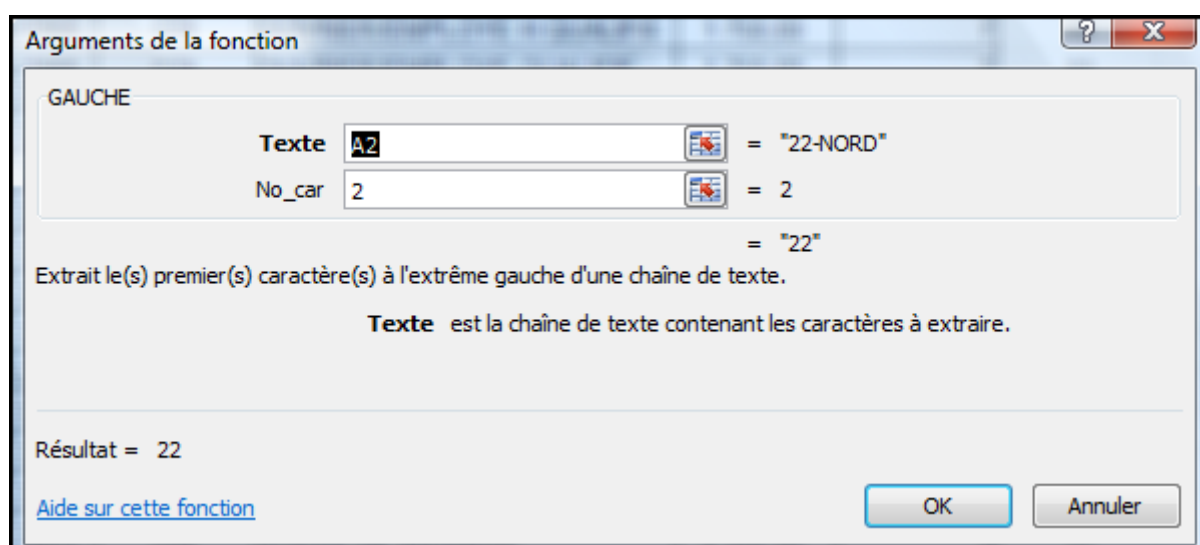 Arguments de la fonction
GAUCHE
Texte A2 = "22-NORD"
No_car 2 = 2
= "22"
Extrait le(s) premier(s) caractère(s) à l'extrême gauche d'une chaîne de texte.
Texte est la chaîne de texte contenant les caractères à extraire.
Résultat = 22
Aide sur cette fonction OK Annuler